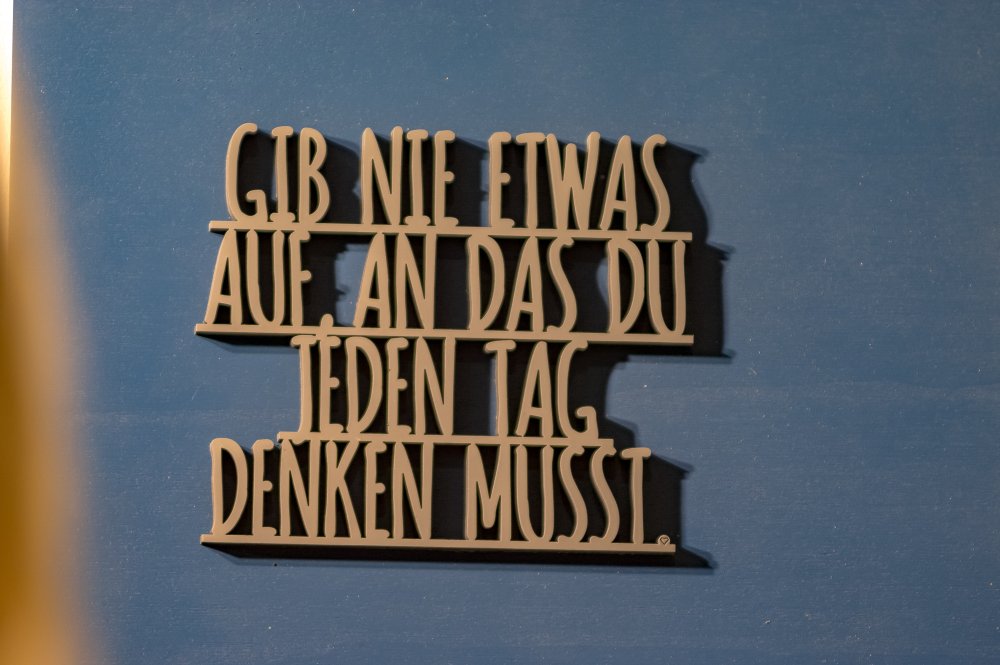 GIB NIE ETWAS
AUF, AN DAS DU
JEDEN TAG
DENKEN MUSST.